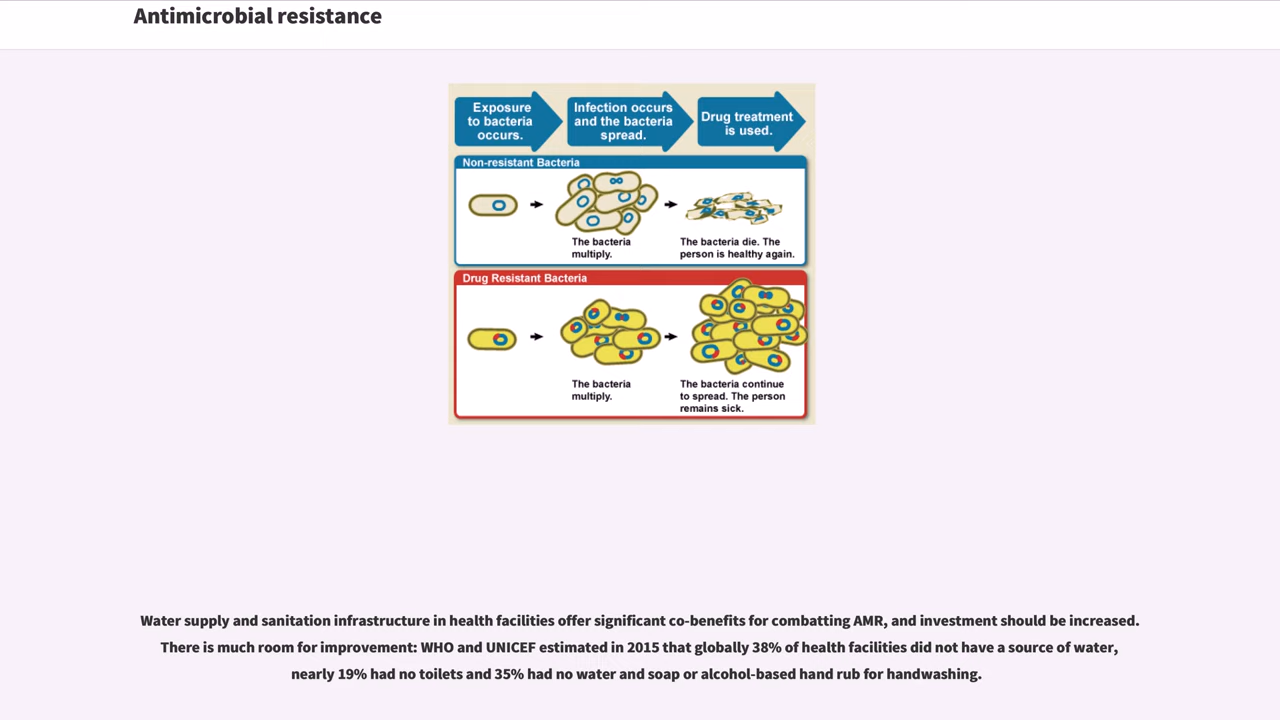 Antimicrobial resistance
Exposure
to bacteria
occurs.
Infection occurs
and the bacteria
spread.
Drug treatment
is used.
Non-resistant Bacteria
The bacteria
multiply.
The bacteria die. The
person is healthy again.
Drug Resistant Bacteria
The bacteria
multiply.
The bacteria continue
to spread. The person
remains sick.
Water supply and sanitation infrastructure in health facilities offer significant co-benefits for combatting AMR, and investment should be increased.
There is much room for improvement: WHO and UNICEF estimated in 2015 that globally 38% of health facilities did not have a source of water,
nearly 19% had no toilets and 35% had no water and soap or alcohol-based hand rub for handwashing.